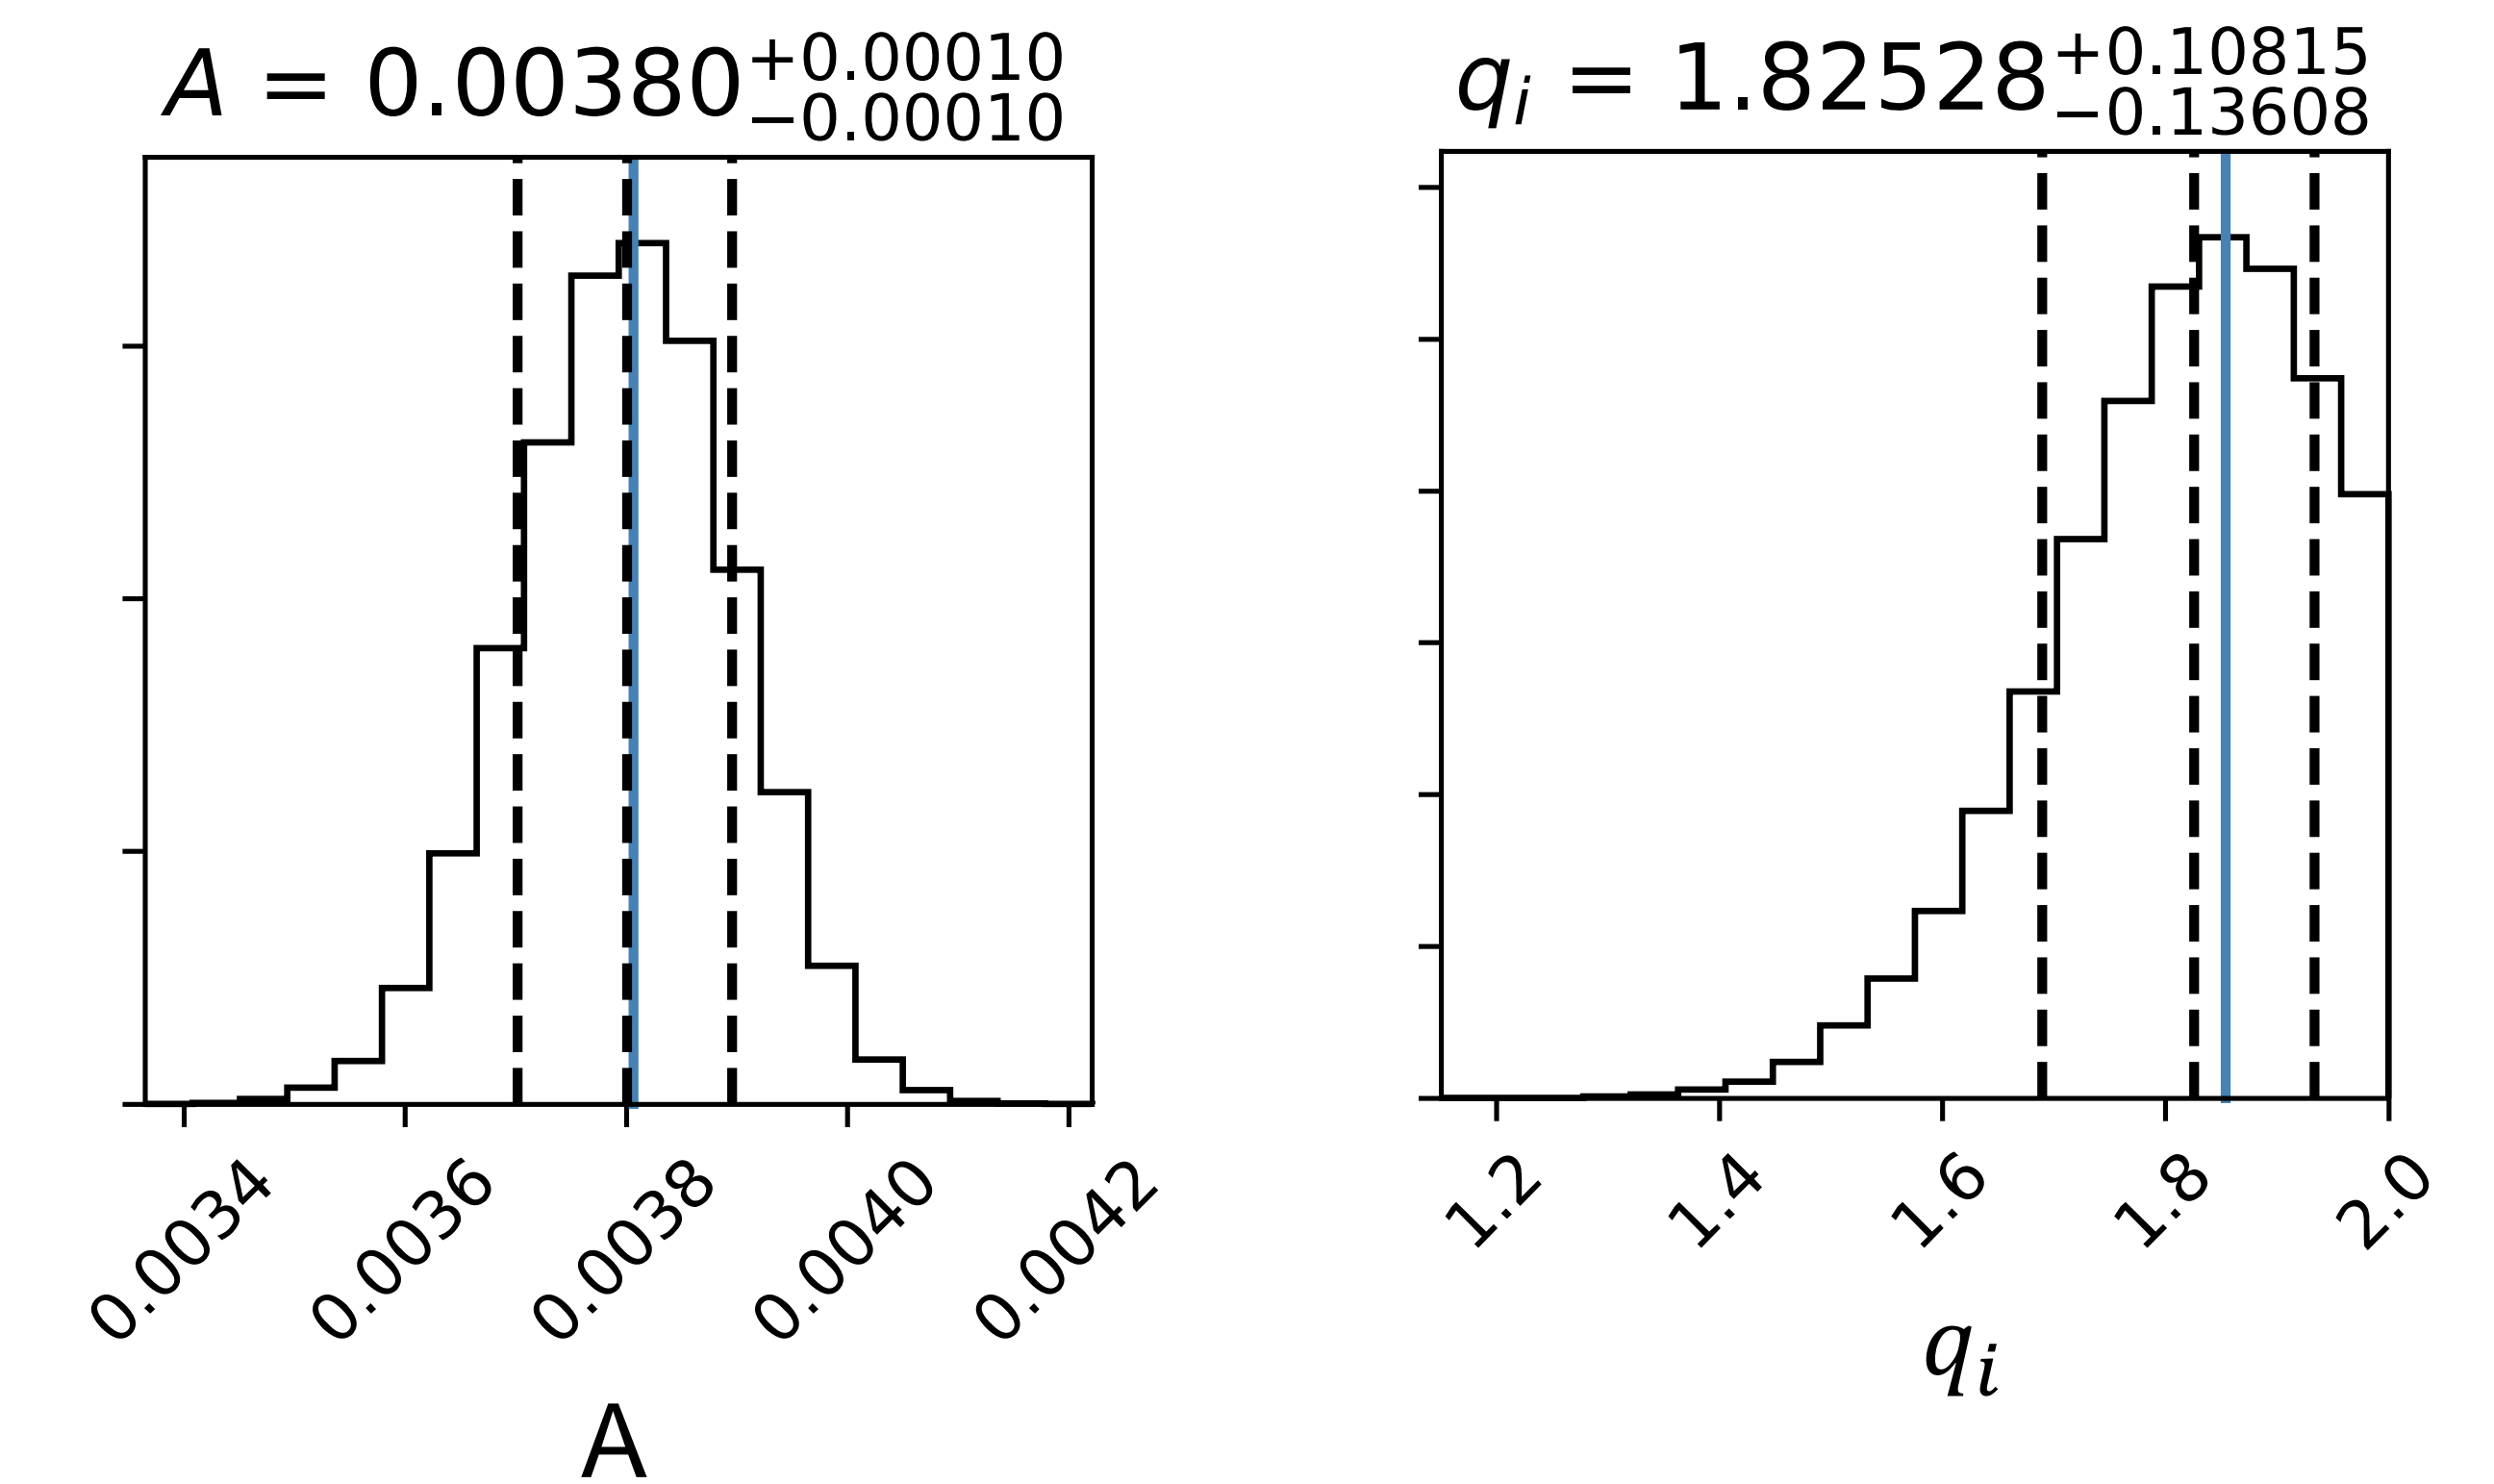 A = 0.00380 +0.00010 −0.00010
0.0034 0.0036 0.0038 0.0040 0.0042
A
qi = 1.82528 +0.10815 −0.13608
1.2 1.4 1.6 1.8 2.0
qi